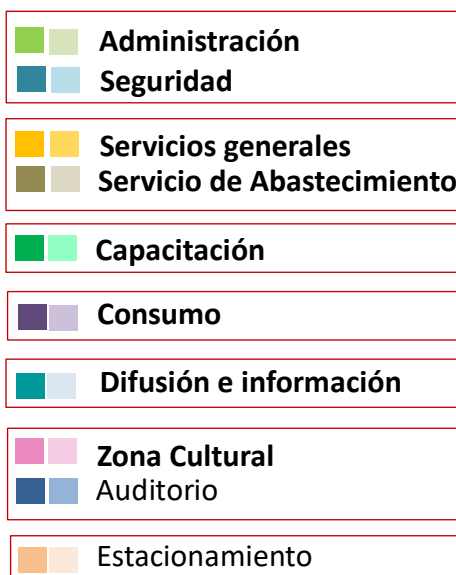 Administración
Seguridad
Servicios generales
Servicio de Abastecimiento
Capacitación
Consumo
Difusión e información
Zona Cultural
Auditorio
Estacionamiento